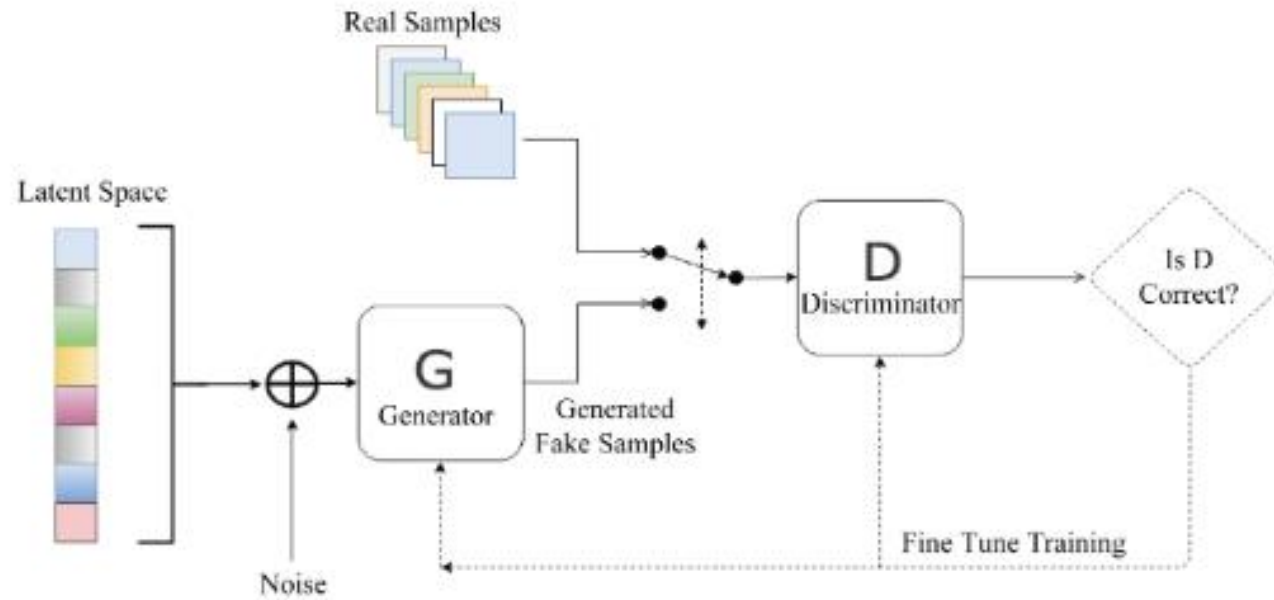 Real Samples
Latent Space
D
Discriminator
Is D
Correct?
G
Generator
Generated
Fake Samples
Fine Tune Training
Noise